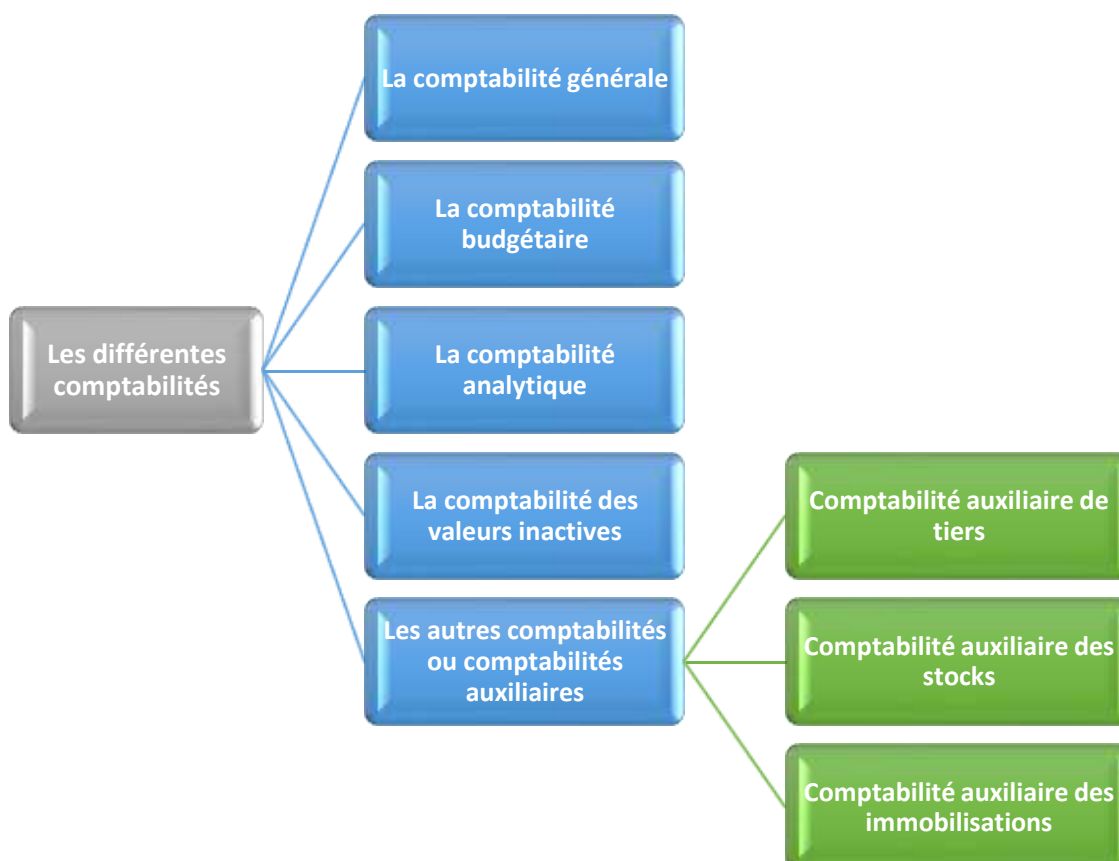 La comptabilité générale
La comptabilité
budgétaire
Les différentes
comptabilités
La comptabilité
analytique
La comptabilité des
valeurs inactives
Les autres comptabilités
ou comptabilités
auxiliaires
Comptabilité auxiliaire de
tiers
Comptabilité auxiliaire des
stocks
Comptabilité auxiliaire des
immobilisations